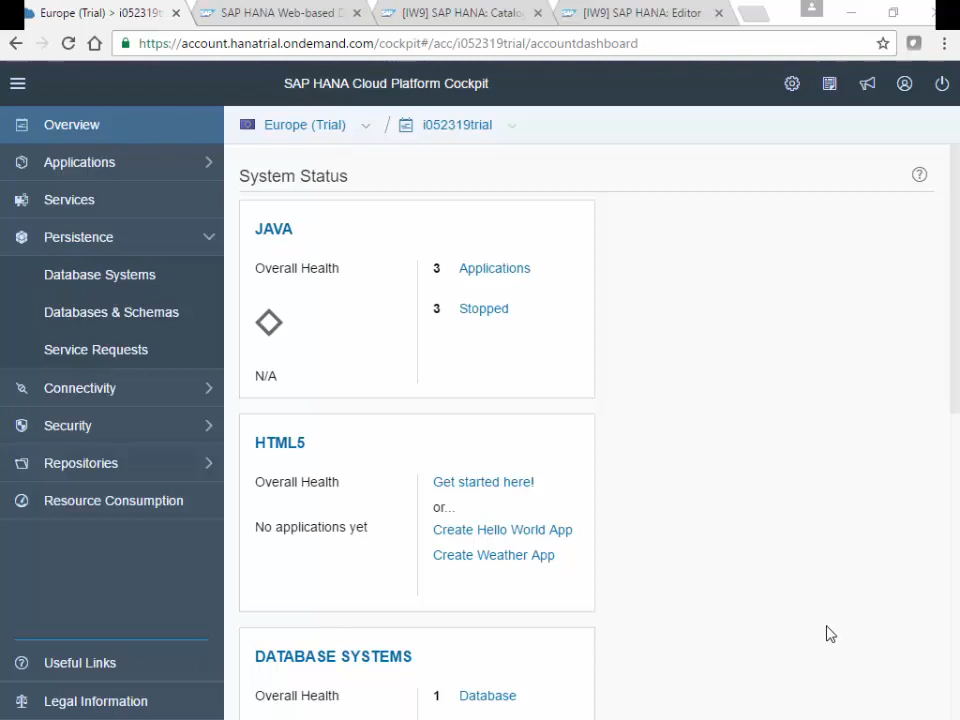 Europe (Trial) > i052319t
SAP HANA Web-based D
[IW9] SAP HANA: Catalo
[IW9] SAP HANA: Editor
https://account.hanatrial.ondemand.com/cockpit#/acc/i052319trial/accountdashboard
SAP HANA Cloud Platform Cockpit
Overview
Europe (Trial) / i052319trial
Applications
System Status
Services
JAVA
Persistence
Overall Health
3 Applications
Database Systems
Databases & Schemas
3 Stopped
Service Requests
N/A
Connectivity
Security
HTML5
Repositories
Overall Health
Get started here!
Resource Consumption
or...
No applications yet
Create Hello World App
Create Weather App
DATABASE SYSTEMS
Useful Links
Overall Health
1 Database
Legal Information